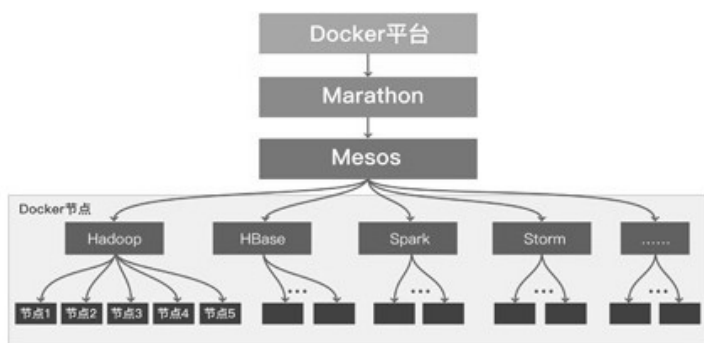 Docker平台
Marathon
Mesos
Docker节点
Hadoop
HBase
Spark
Storm
......
节点1
节点2
节点3
节点4
节点5
...
...
...
...